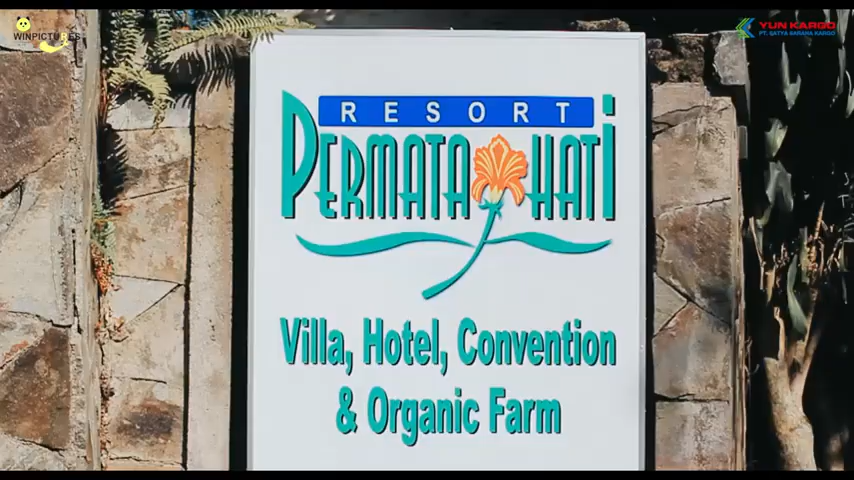 WINPICTURES
YUN KARGO
PT. SATYA SARANA KARGO
RESORT
PERMATA HATI
Villa, Hotel, Convention
& Organic Farm